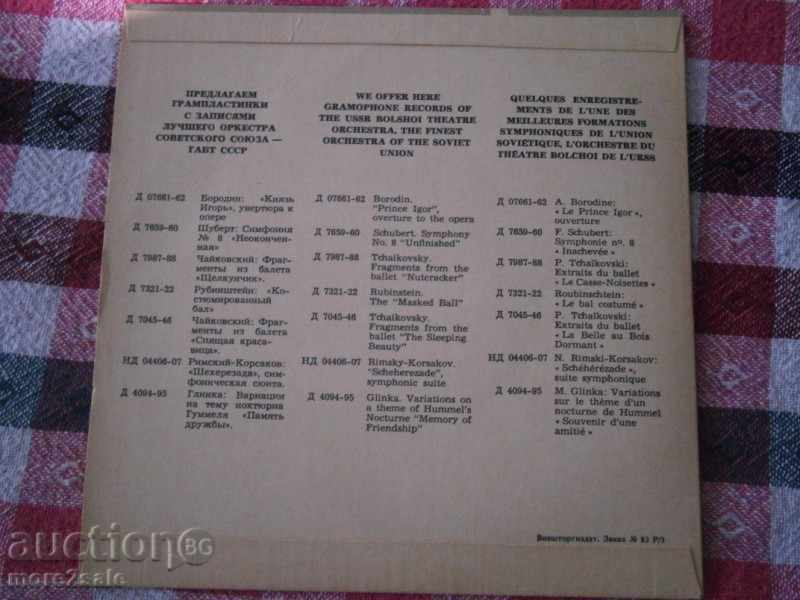 ПРЕДЛАГАЕМ
ГРАМПЛАСТИНКИ
С ЗАПИСЯМИ
ЛУЧШЕГО ОРКЕСТРА
СОВЕТСКОГО СОЮЗА —
ГАБТ СССР
Д 07661-62 Бородин: «Князь
Игорь», увертюра к
опере
Д 7659-60 Шуберт: Симфония
№ 8 «Неокончен-
ная»
Д 7987-88 Чайковский: Фраг-
менты из балета
«Щелкунчик».
Д 7321-22 Рубинштейн: «Ко-
стюмированный
бал»
Д 7045-46 Чайковский: Фраг-
менты из балета
«Спящая краса-
вица».
НД 04406-07 Римский-Корсаков:
«Шехеразада», сим-
фоническая сюита.
Д 4094-95 Глинка: Вариации
на тему ноктюрна
Гуммеля «Память
дружбы».
WE OFFER HERE
GRAMOPHONE RECORDS OF
THE USSR BOLSHOI THEATRE
ORCHESTRA, THE FINEST
ORCHESTRA OF THE SOVIET
UNION
Д 07661-62 Borodin.
"Prince Igor",
overture to the opera
Д 7659-60 Schubert. Symphony
No. 8 "Unfinished"
Д 7987-88 Tchaikovsky.
Fragments from the
ballet "Nutcracker"
Д 7321-22 Rubinstein.
The "Masked Ball"
Д 7045-46 Tchaikovsky.
Fragments from the
ballet "The Sleeping
Beauty"
НД 04406-07 Rimsky-Korsakov.
"Scheherezade",
symphonic suite
Д 4094-95 Glinka. Variations on
a theme of Hummel's
Nocturne "Memory of
Friendship"
QUELQUES ENREGISTRE-
MENTS DE L'UNE DES
MEILLEURES FORMATIONS
SYMPHONIQUES DE L'UNION
SOVIÉTIQUE, L'ORCHESTRE DU
THÉATRE BOLCHOI DE L'URSS
Д 07661-62 A. Borodine:
« Le Prince Igor »,
ouverture
Д 7659-60 F. Schubert:
Symphonie nº. 8
« Inachevée »
Д 7987-88 P. Tchaïkovski:
Extraits du ballet
« Le Casse-Noisettes »
Д 7321-22 Roubinschtein:
« Le bal costumé »
Д 7045-46 P. Tchaïkovski:
Extraits du ballet
« La Belle au Bois
Dormant »
НД 04406-07 N. Rimski-Korsakov:
« Schéhérézade »,
suite symphonique
Д 4094-95 M. Glinka: Variations
sur le thème d'un
nocturne de Hummel
« Souvenir d'une
amitié »
Внешторгиздат. Заказ № 83 Р/3
auction BG
more2sale